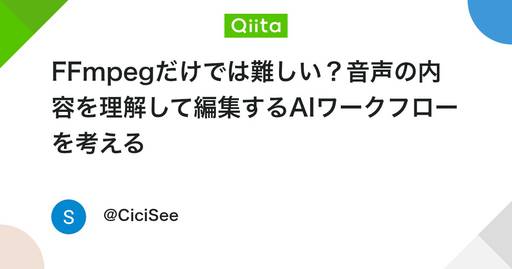 Qiita
FFmpegだけでは難しい？音声の内
容を理解して編集するAIワークフロー
を考える
S
@CiciSee